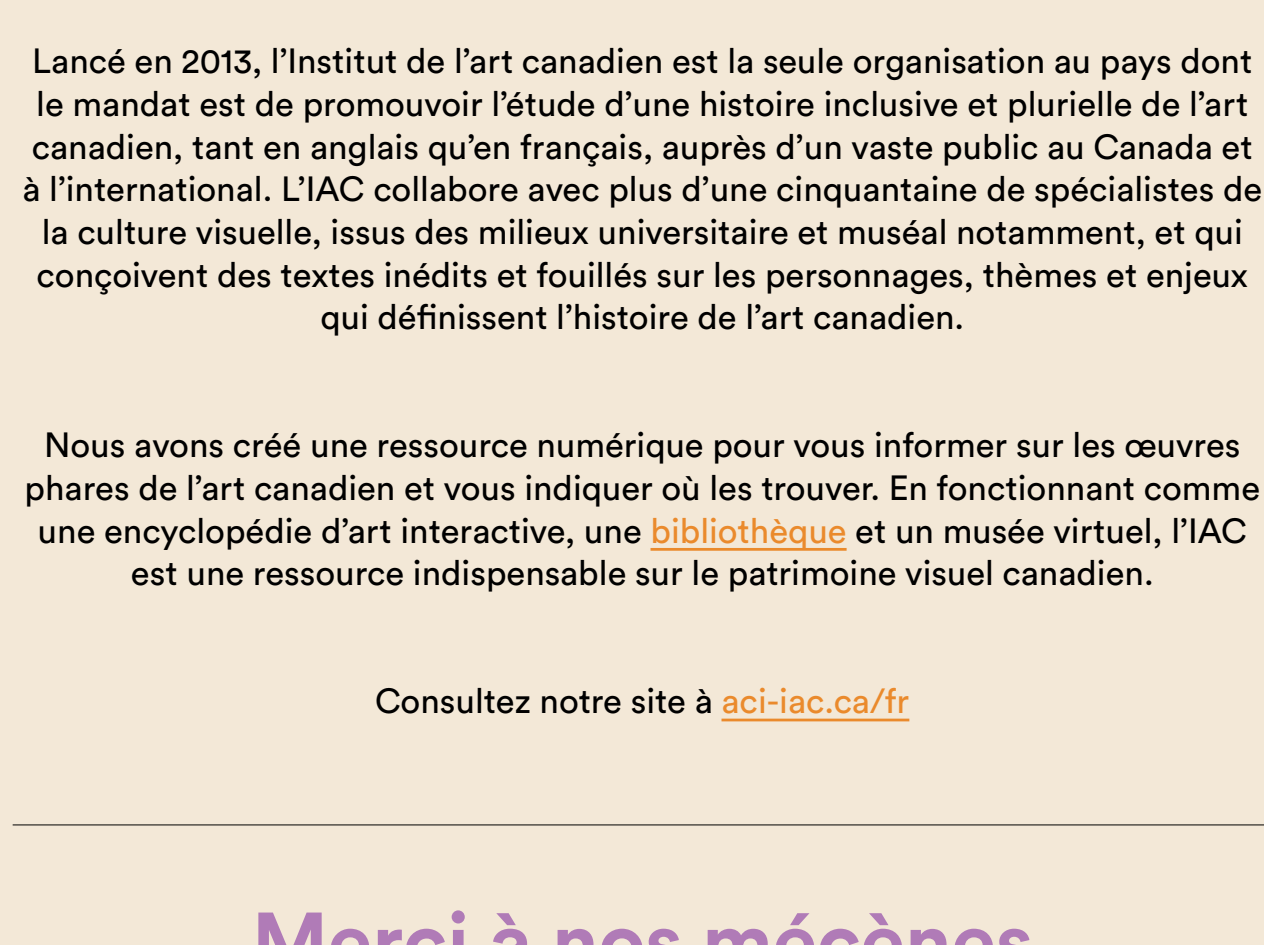 Lancé en 2013, l’Institut de l’art canadien est la seule organisation au pays dont
le mandat est de promouvoir l’étude d’une histoire inclusive et plurielle de l’art
canadien, tant en anglais qu’en français, auprès d’un vaste public au Canada et
à l’international. L’IAC collabore avec plus d’une cinquantaine de spécialistes de
la culture visuelle, issus des milieux universitaire et muséal notamment, et qui
conçoivent des textes inédits et fouillés sur les personnages, thèmes et enjeux
qui définissent l’histoire de l’art canadien.
Nous avons créé une ressource numérique pour vous informer sur les œuvres
phares de l’art canadien et vous indiquer où les trouver. En fonctionnant comme
une encyclopédie d’art interactive, une bibliothèque et un musée virtuel, l’IAC
est une ressource indispensable sur le patrimoine visuel canadien.
Consultez notre site à aci-iac.ca/fr
Merci à nos mécènes